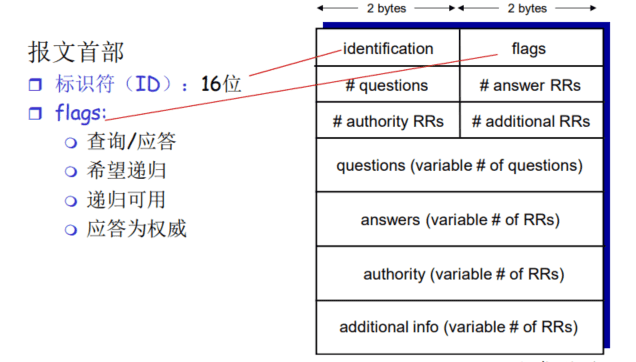 2 bytes 2 bytes
报文首部
标识符（ID）：16位
flags:
查询/应答
希望递归
递归可用
应答为权威
identification flags
# questions # answer RRs
# authority RRs # additional RRs
questions (variable # of questions)
answers (variable # of RRs)
authority (variable # of RRs)
additional info (variable # of RRs)